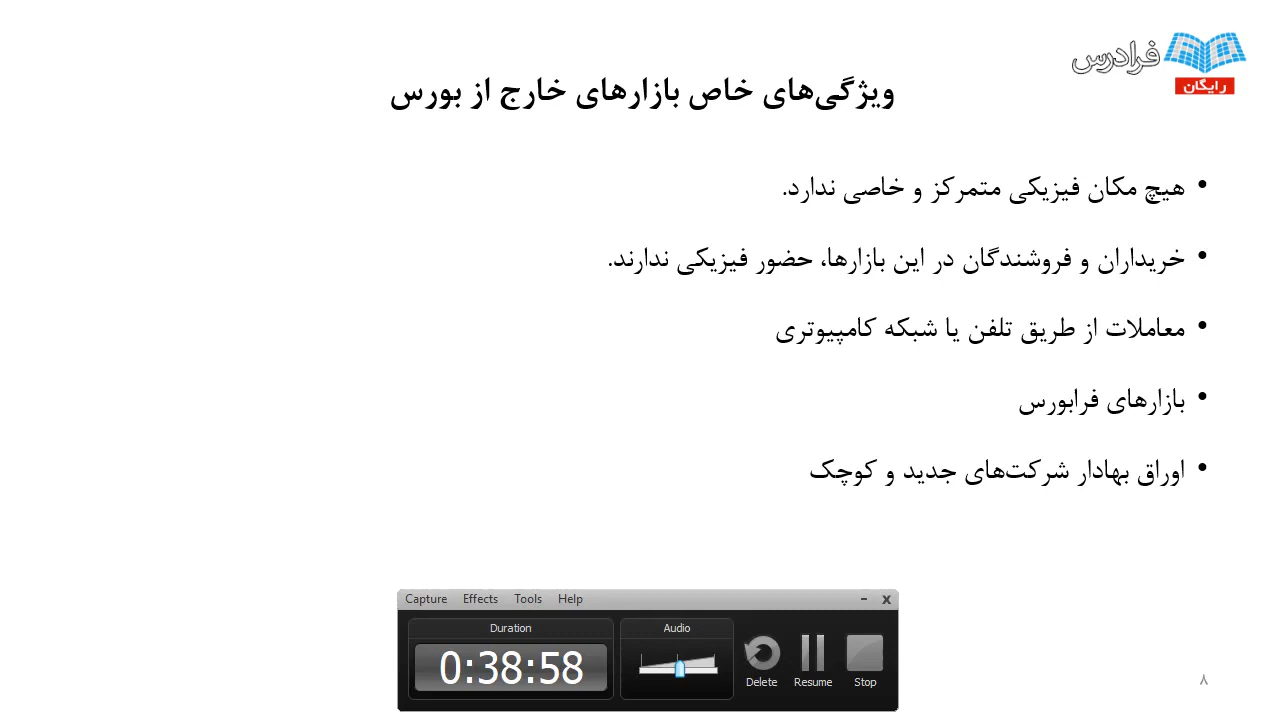 فرادرس
رایگان
ویژگی‌های خاص بازارهای خارج از بورس
• هیچ مکان فیزیکی متمرکز و خاصی ندارد.
• خریداران و فروشندگان در این بازارها، حضور فیزیکی ندارند.
• معاملات از طریق تلفن یا شبکه کامپیوتری
• بازارهای فرابورس
• اوراق بهادار شرکت‌های جدید و کوچک
Capture Effects Tools Help – x
Duration Audio
0:38:58
Delete Resume Stop
۸